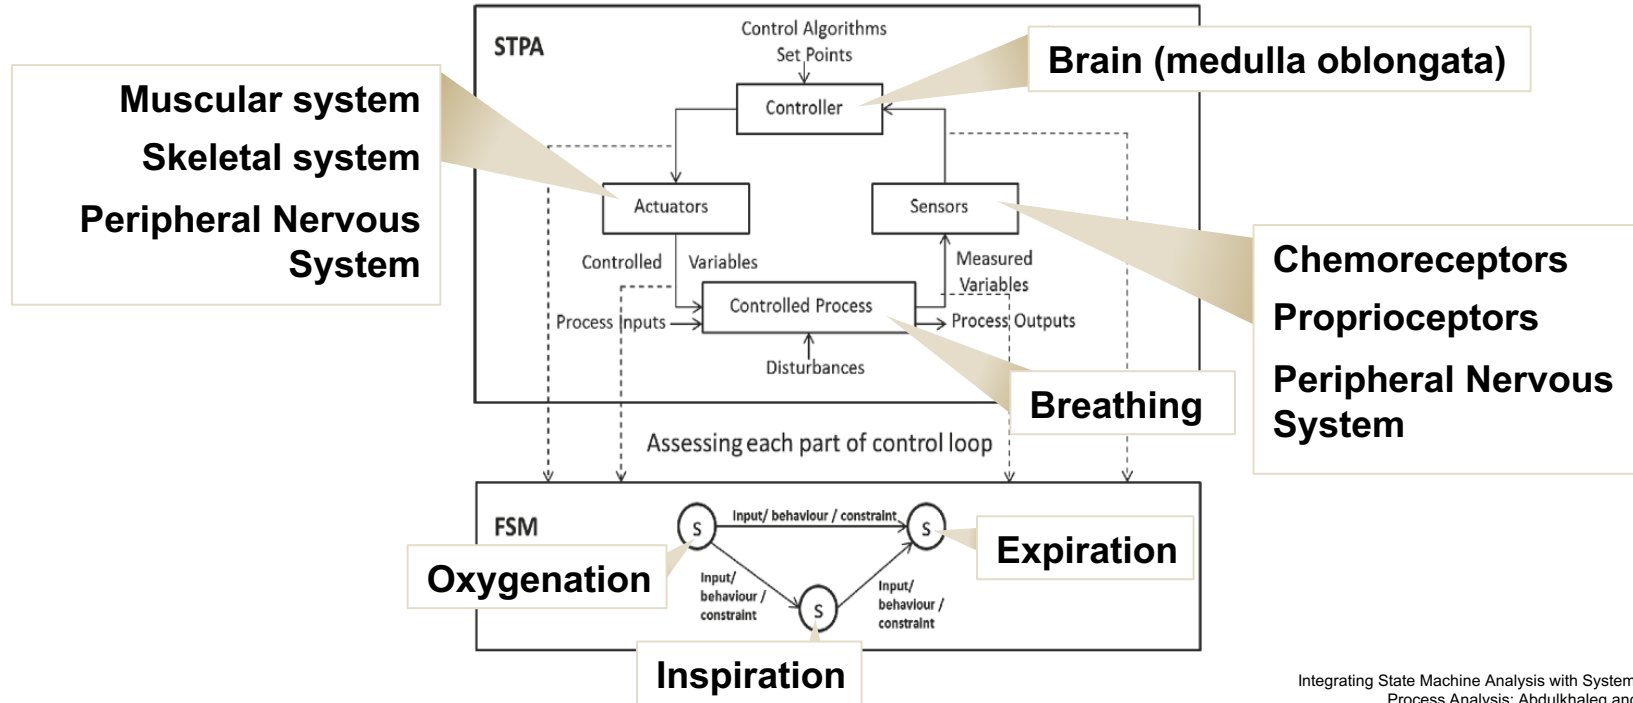 STPA
Control Algorithms
Set Points
Brain (medulla oblongata)
Muscular system
Skeletal system
Peripheral Nervous
System
Controller
Actuators
Sensors
Controlled Variables
Measured
Variables
Chemoreceptors
Proprioceptors
Peripheral Nervous
System
Controlled Process
Process Inputs
Process Outputs
Disturbances
Breathing
Assessing each part of control loop
FSM
S
Input/ behaviour / constraint
S
Expiration
Oxygenation
Input/
behaviour /
constraint
Input/
behaviour /
constraint
S
Inspiration
Integrating State Machine Analysis with System
Process Analysis: Abdulkhaleq and